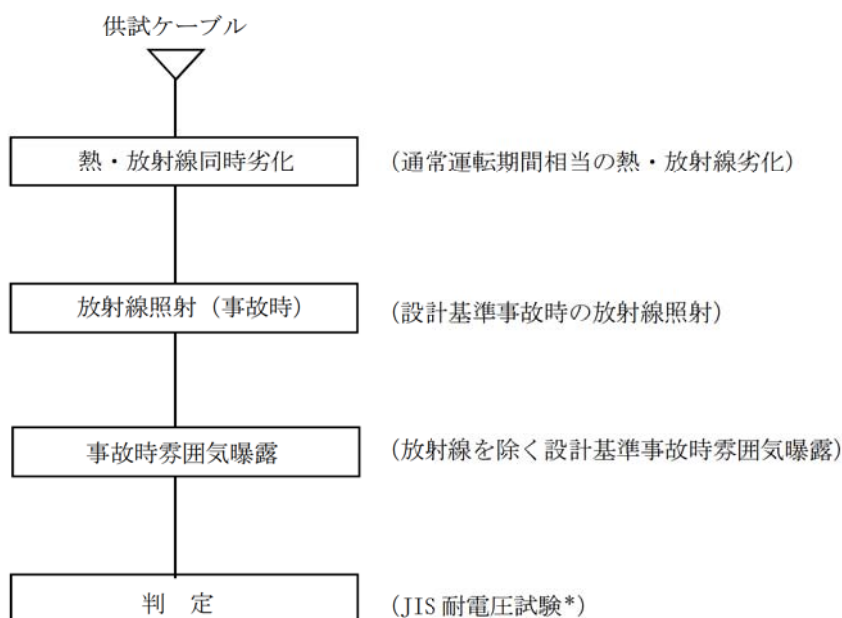 供試ケーブル
熱・放射線同時劣化
(通常運転期間相当の熱・放射線劣化)
放射線照射（事故時）
(設計基準事故時の放射線照射)
事故時雰囲気曝露
(放射線を除く設計基準事故時雰囲気曝露)
判　定
(JIS 耐電圧試験*)